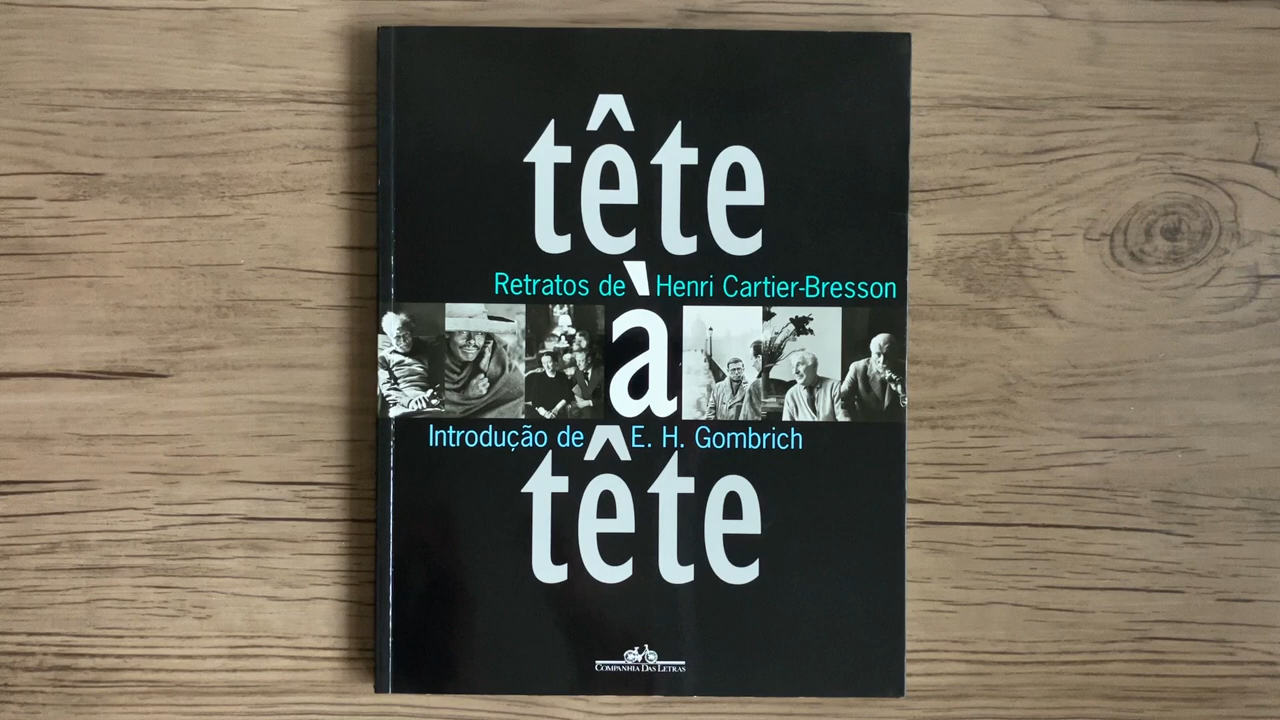 tête
Retratos de Henri Cartier-Bresson
à
Introdução de E. H. Gombrich
tête
COMPANHIA DAS LETRAS